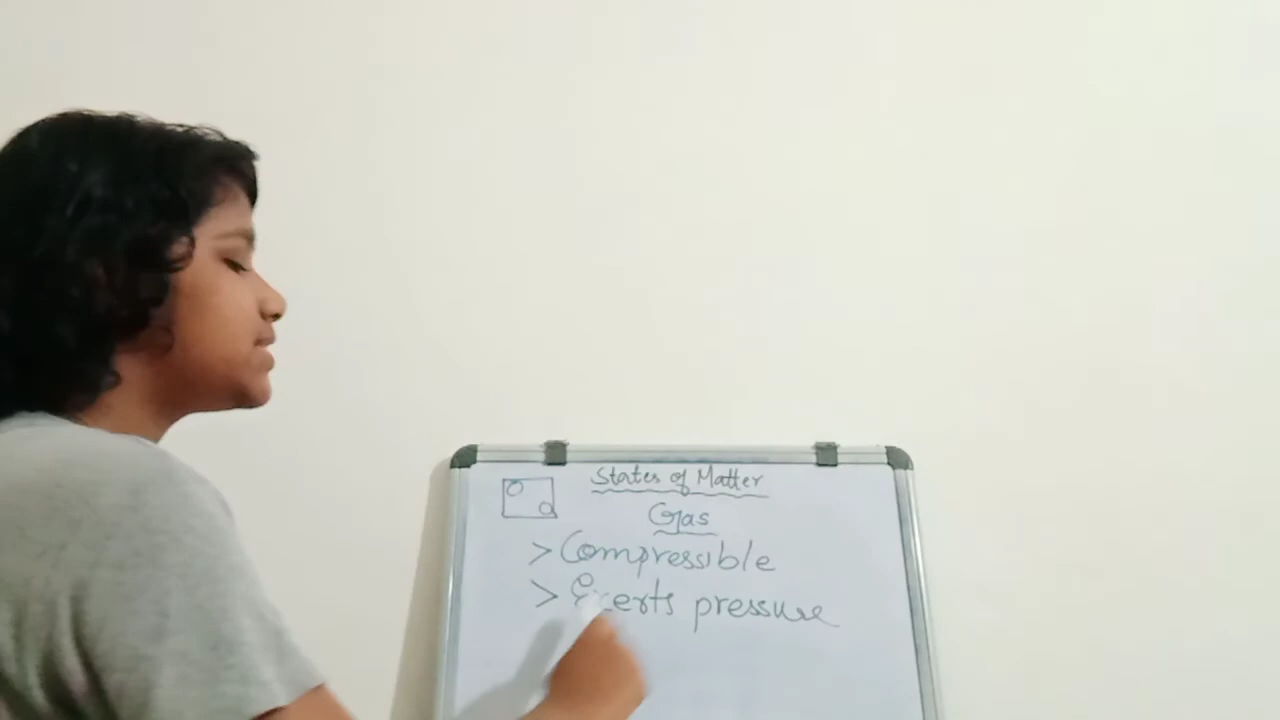 States of Matter
Gas
> Compressible
> Exerts pressure